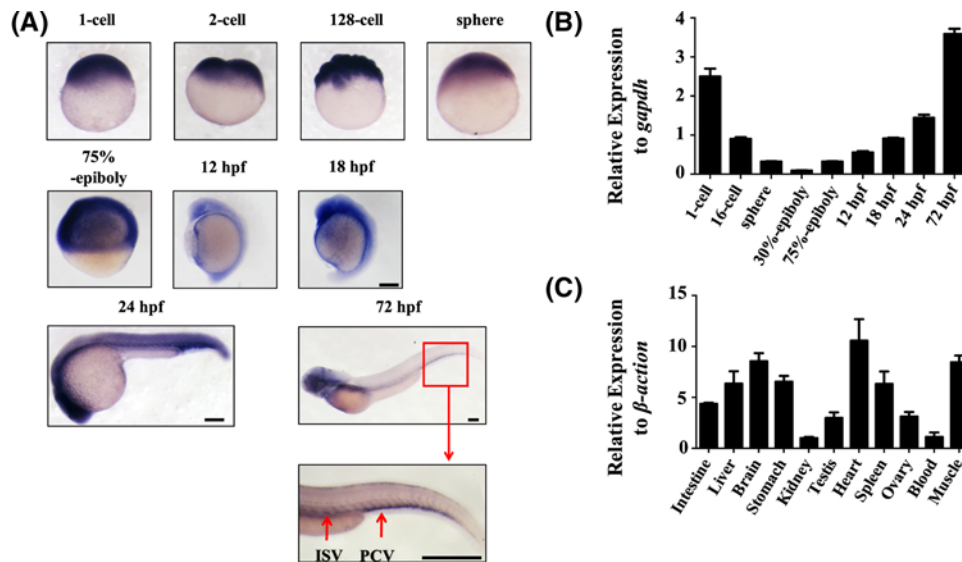 (A)
1-cell
2-cell
128-cell
sphere
75%
-epiboly
12 hpf
18 hpf
24 hpf
72 hpf
ISV
PCV
(B)
Relative Expression
to gapdh
4
3
2
1
0
1-cell
16-cell
sphere
30%-epiboly
75%-epiboly
12 hpf
18 hpf
24 hpf
72 hpf
(C)
Relative Expression
to β-action
15
10
5
0
Intestine
Liver
Brain
Stomach
Kidney
Testis
Heart
Spleen
Ovary
Blood
Muscle